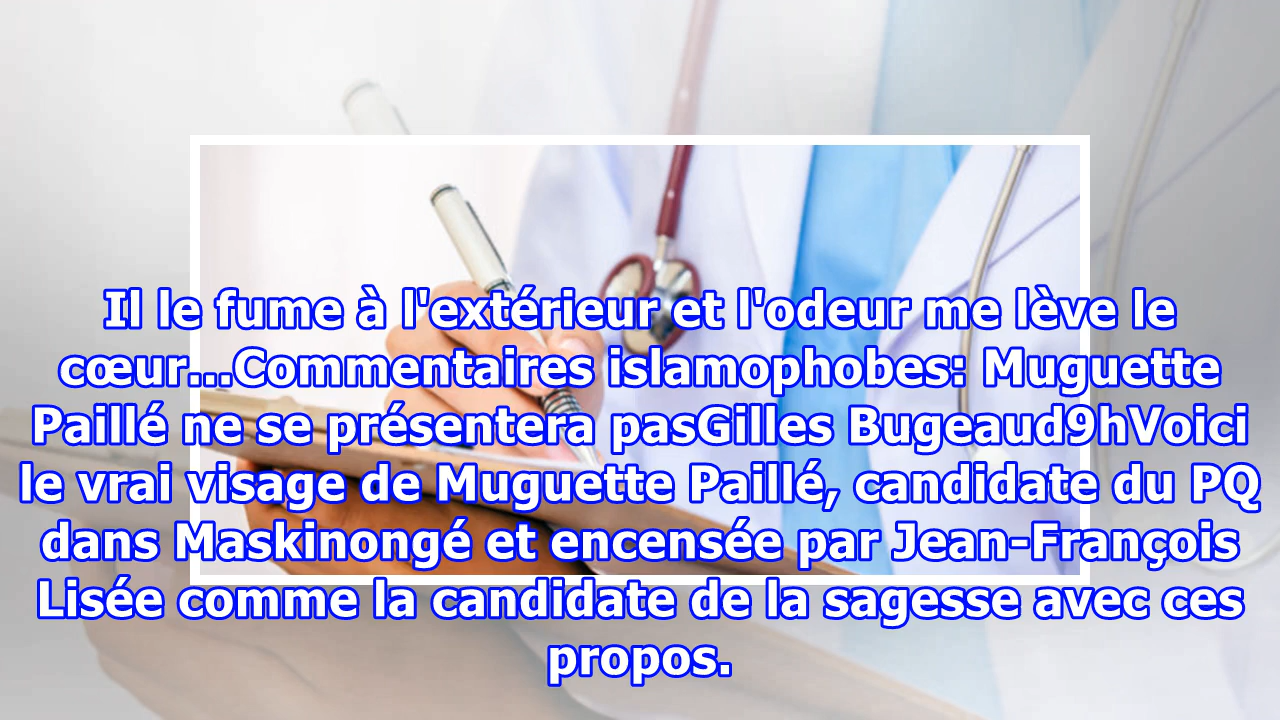 Il le fume à l'extérieur et l'odeur me lève le
cœur...Commentaires islamophobes: Muguette
Paillé ne se présentera pasGilles Bugeaud9hVoici
le vrai visage de Muguette Paillé, candidate du PQ
dans Maskinongé et encensée par Jean-François
Lisée comme la candidate de la sagesse avec ces
propos.